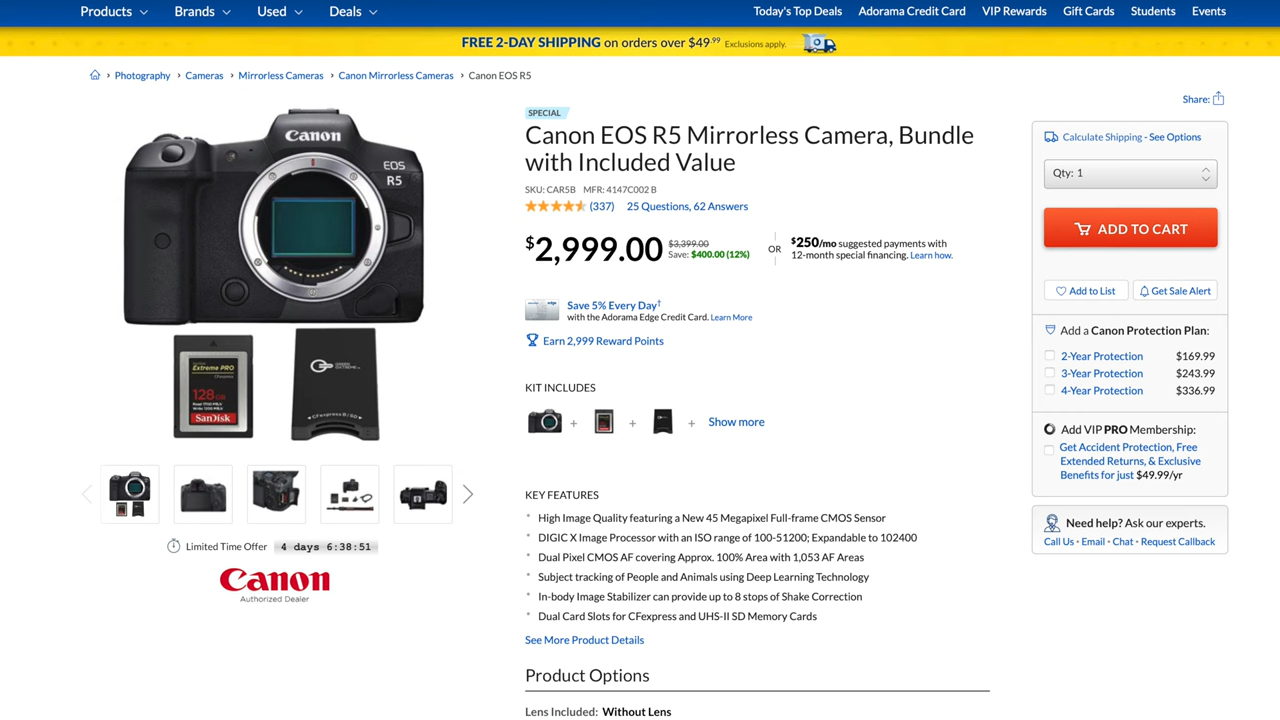 Products
Brands
Used
Deals
Today's Top Deals
Adorama Credit Card
VIP Rewards
Gift Cards
Students
Events
FREE 2-DAY SHIPPING on orders over $49.99 Exclusions apply.
Photography › Cameras › Mirrorless Cameras › Canon Mirrorless Cameras › Canon EOS R5
Share:
SPECIAL
Canon EOS R5 Mirrorless Camera, Bundle
with Included Value
SKU: CAR5B MFR: 4147C002 B
(337) 25 Questions, 62 Answers
$2,999.00
$3,399.00
Save: $400.00 (12%)
OR
$250/mo suggested payments with
12-month special financing. Learn how.
Save 5% Every Day†
with the Adorama Edge Credit Card. Learn More
Earn 2,999 Reward Points
KIT INCLUDES
+ + + Show more
KEY FEATURES
* High Image Quality featuring a New 45 Megapixel Full-frame CMOS Sensor
* DIGIC X Image Processor with an ISO range of 100-51200; Expandable to 102400
* Dual Pixel CMOS AF covering Approx. 100% Area with 1,053 AF Areas
* Subject tracking of People and Animals using Deep Learning Technology
* In-body Image Stabilizer can provide up to 8 stops of Shake Correction
* Dual Card Slots for CFexpress and UHS-II SD Memory Cards
See More Product Details
Product Options
Lens Included: Without Lens
Canon
EOS
R5
SanDisk
Extreme PRO
CFexpress
128GB
SanDisk
GREEN
EXTREME
CFexpress B
Limited Time Offer 4 days 6:38:51
Canon
Authorized Dealer
Calculate Shipping - See Options
Qty: 1
ADD TO CART
Add to List
Get Sale Alert
Add a Canon Protection Plan:
2-Year Protection $169.99
3-Year Protection $243.99
4-Year Protection $336.99
Add VIP PRO Membership:
Get Accident Protection, Free
Extended Returns, & Exclusive
Benefits for just $49.99/yr
Need help? Ask our experts.
Call Us • Email • Chat • Request Callback